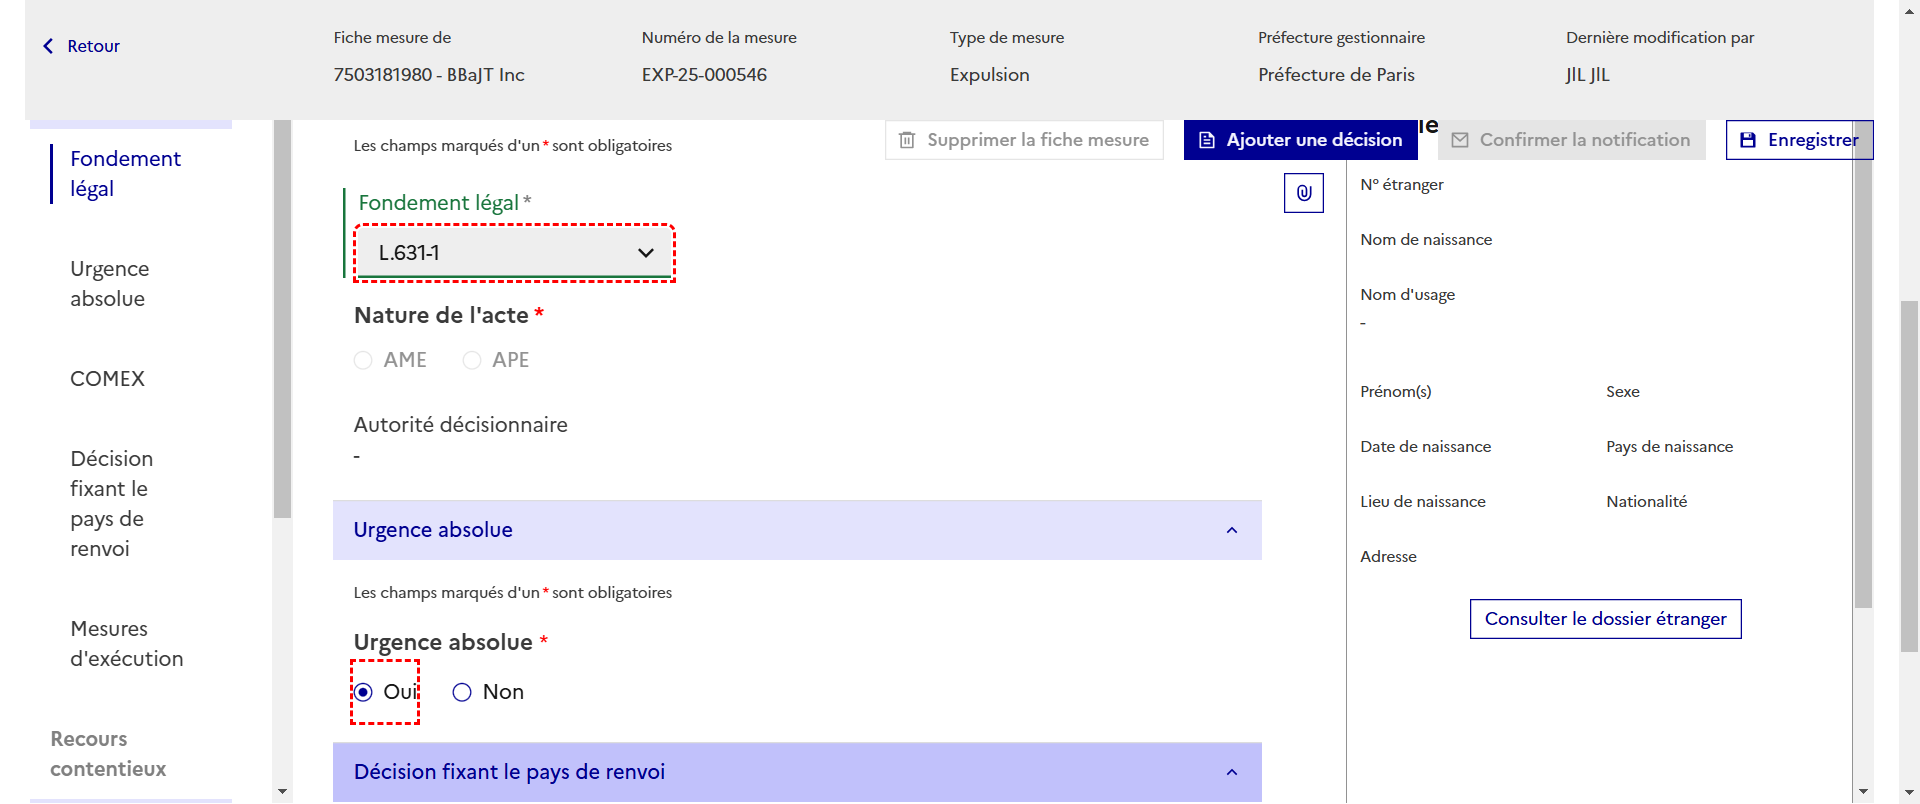 Retour
Fiche mesure de
7503181980 - BBaJT Inc
Numéro de la mesure
EXP-25-000546
Type de mesure
Expulsion
Préfecture gestionnaire
Préfecture de Paris
Dernière modification par
JIL JIL
Supprimer la fiche mesure
Ajouter une décision
Confirmer la notification
Enregistrer
Fondement
légal
Urgence
absolue
COMEX
Décision
fixant le
pays de
renvoi
Mesures
d'exécution
Recours
contentieux
Les champs marqués d'un * sont obligatoires
Fondement légal *
L.631-1
Nature de l'acte *
AME
APE
Autorité décisionnaire
-
Urgence absolue
Les champs marqués d'un * sont obligatoires
Urgence absolue *
Oui
Non
Décision fixant le pays de renvoi
N° étranger
Nom de naissance
Nom d'usage
-
Prénom(s)
Sexe
Date de naissance
Pays de naissance
Lieu de naissance
Nationalité
Adresse
Consulter le dossier étranger